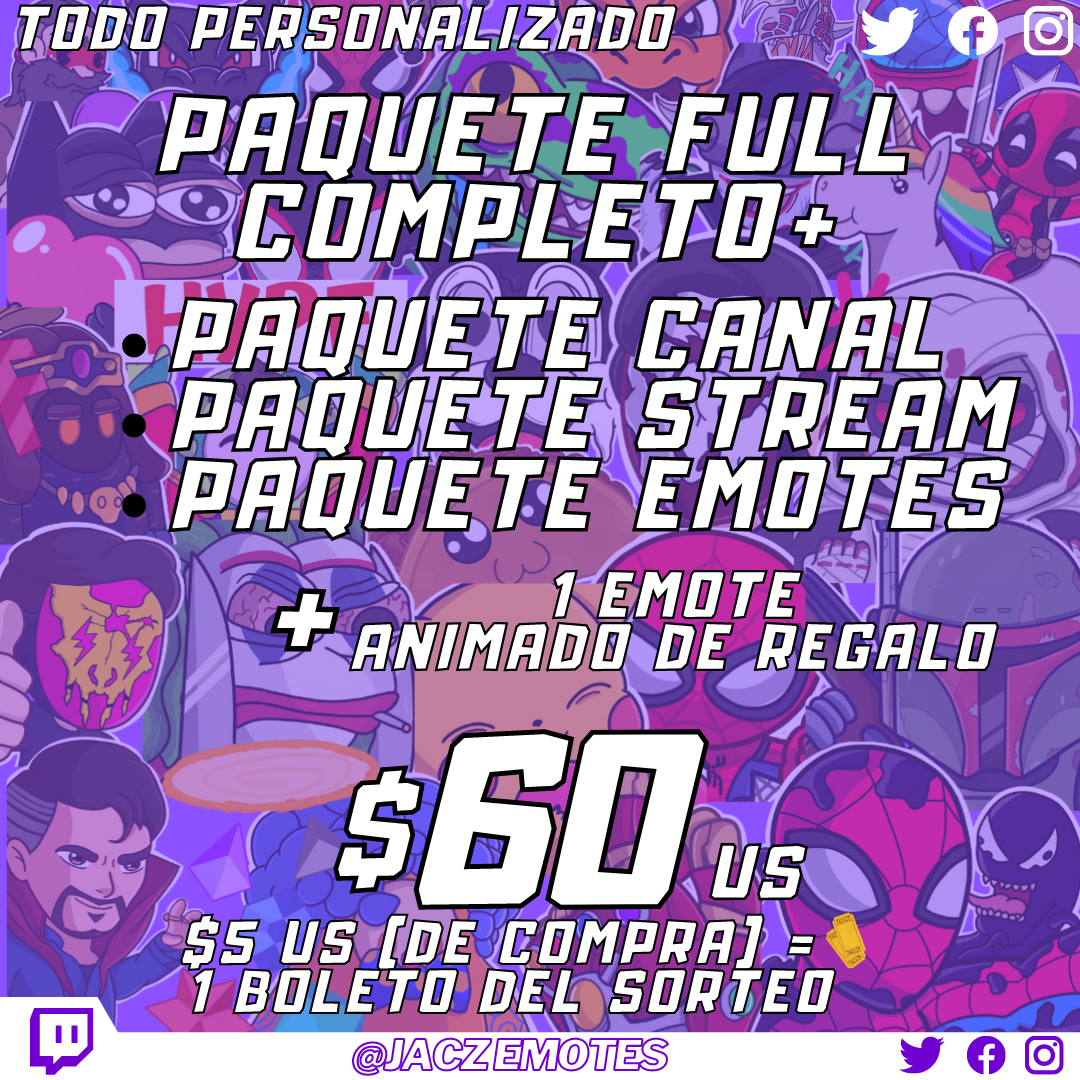 TODO PERSONALIZADO
PAQUETE FULL
COMPLETO+
HYPE
• PAQUETE CANAL
• PAQUETE STREAM
• PAQUETE EMOTES
+ 1 EMOTE
ANIMADO DE REGALO
$60 US
$5 US (DE COMPRA) =
1 BOLETO DEL SORTEO
@JACZEMOTES